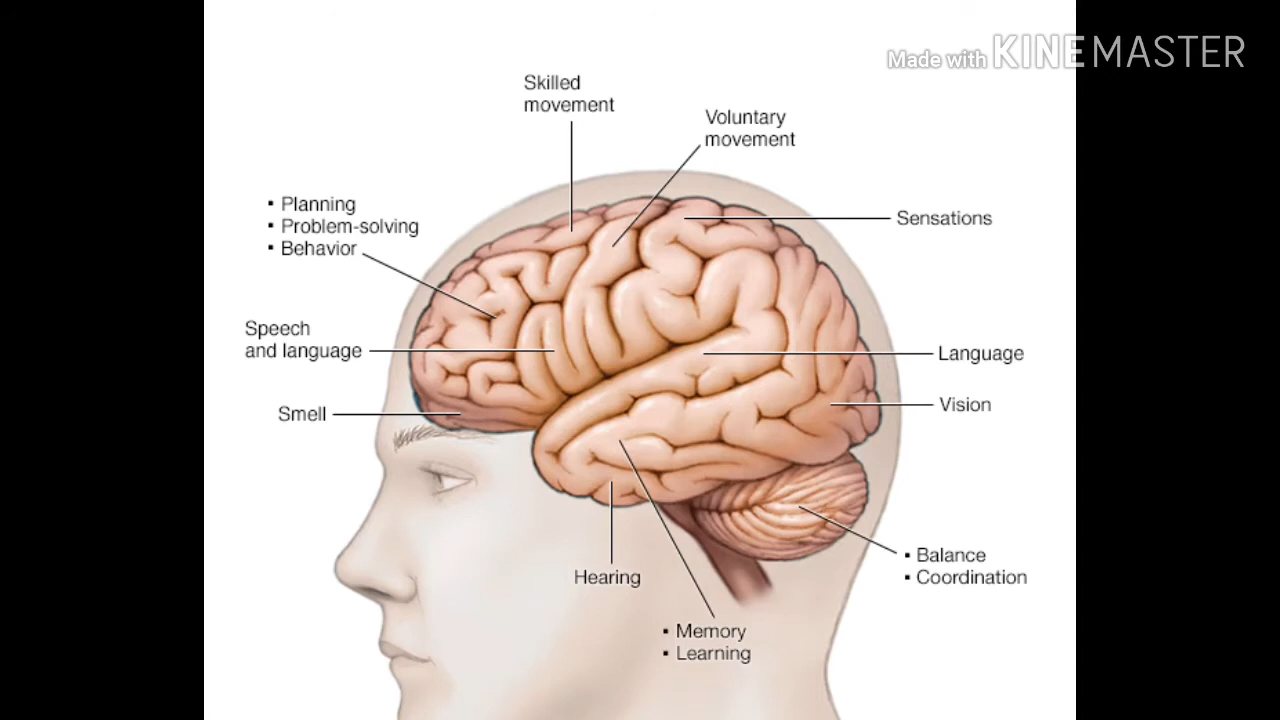 Made with KINEMASTER
Skilled
movement
Voluntary
movement
▪ Planning
▪ Problem-solving
▪ Behavior
Sensations
Speech
and language
Language
Vision
Smell
▪ Balance
▪ Coordination
Hearing
▪ Memory
▪ Learning